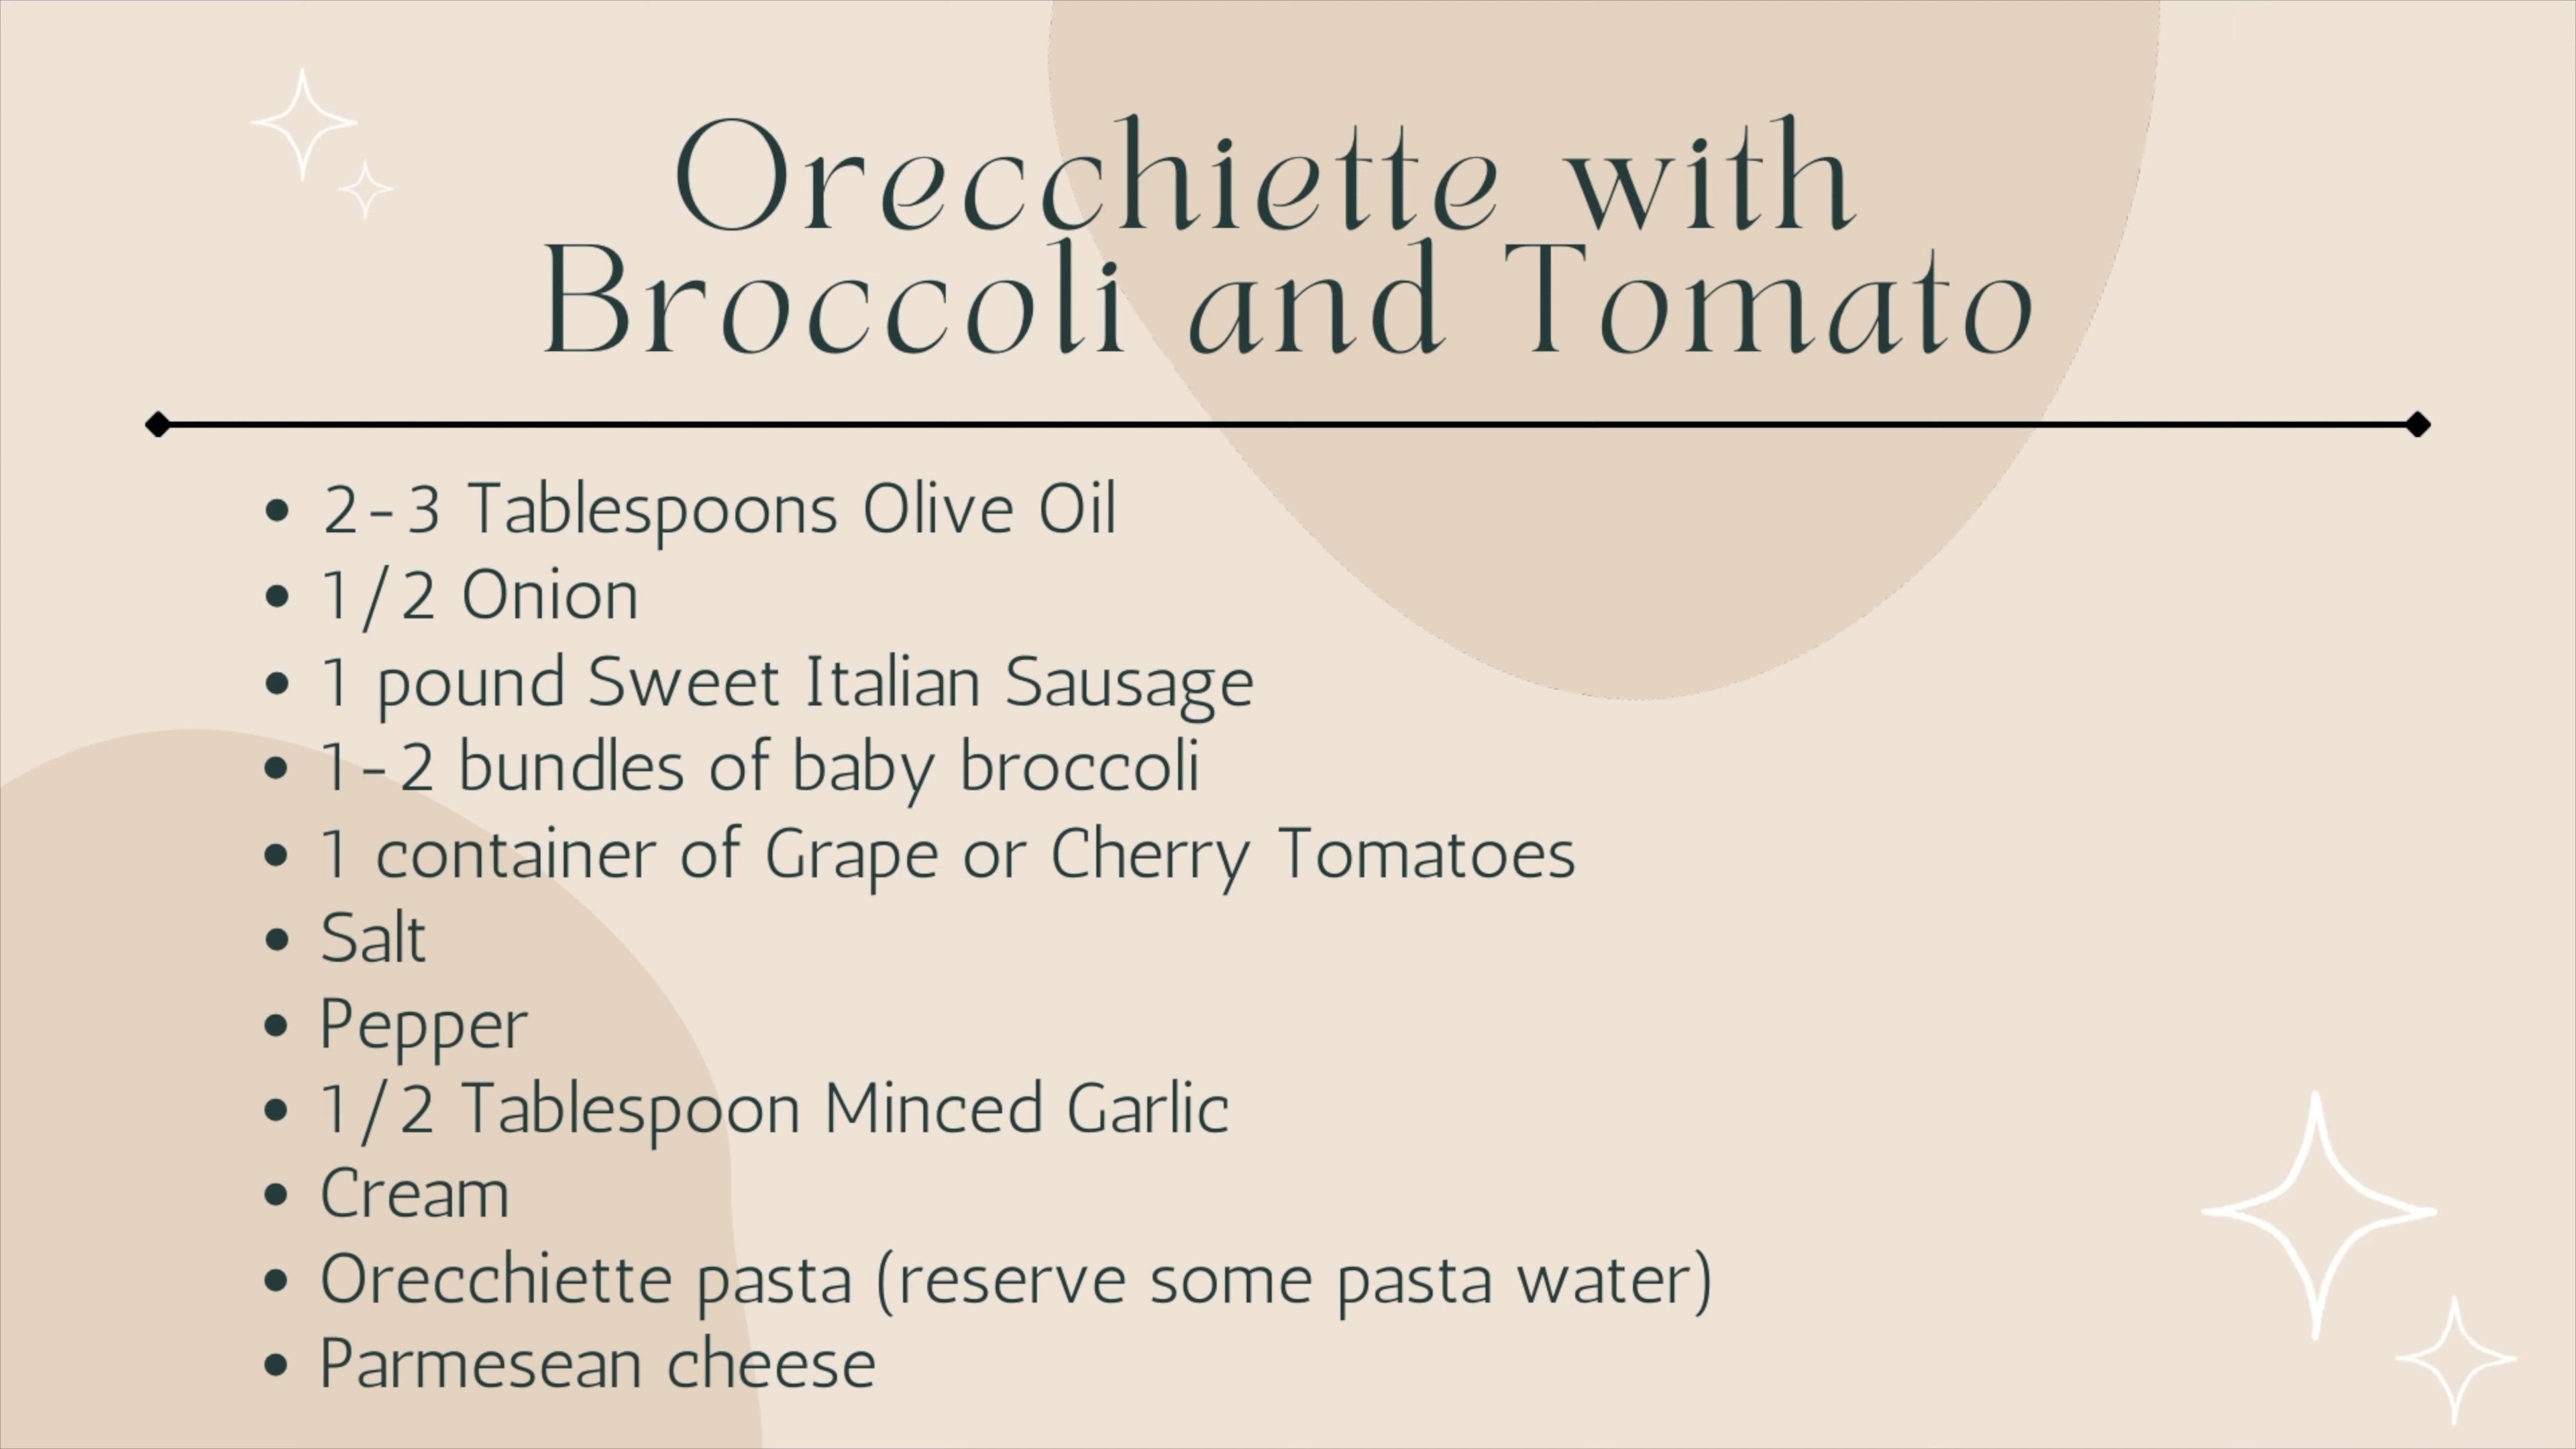 Orecchiette with
Broccoli and Tomato
• 2-3 Tablespoons Olive Oil
• 1/2 Onion
• 1 pound Sweet Italian Sausage
• 1-2 bundles of baby broccoli
• 1 container of Grape or Cherry Tomatoes
• Salt
• Pepper
• 1/2 Tablespoon Minced Garlic
• Cream
• Orecchiette pasta (reserve some pasta water)
• Parmesean cheese